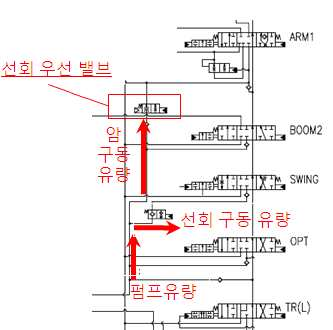 ARM1
선회 우선 밸브
BOOM2
암
구동
유량
SWING
선회 구동 유량
OPT
펌프유량
TR(L)